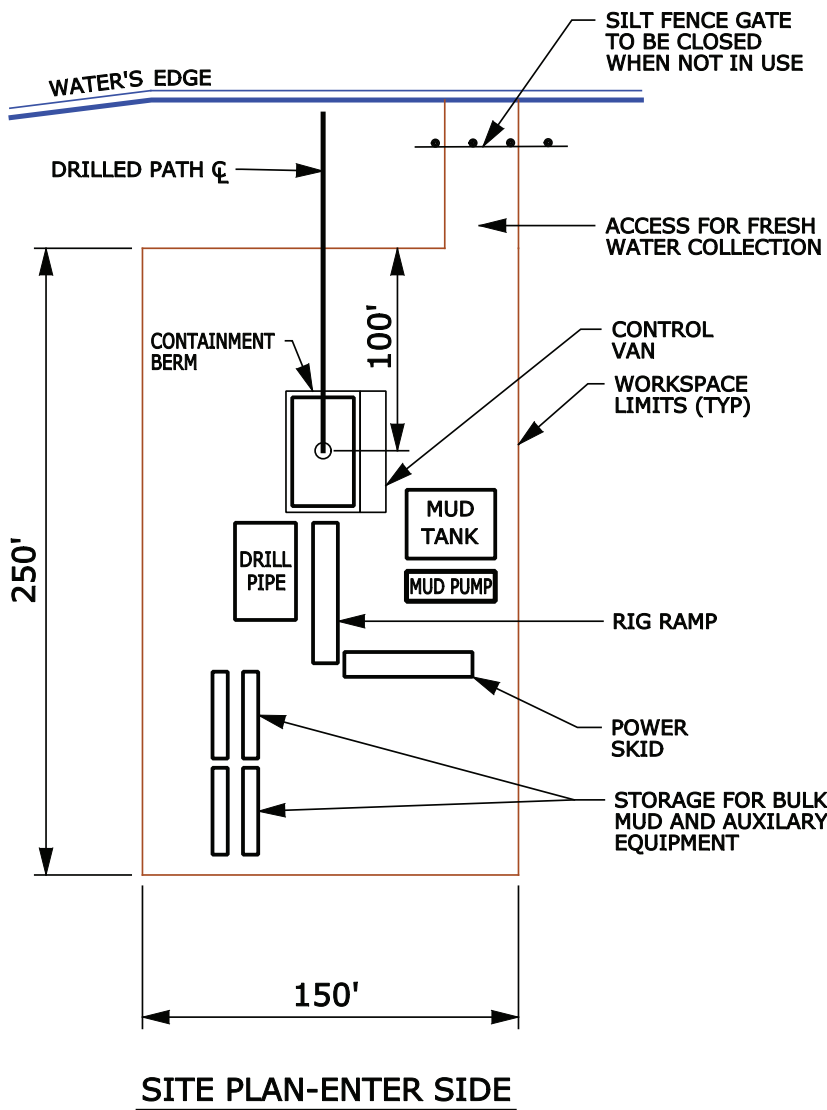 SILT FENCE GATE
TO BE CLOSED
WHEN NOT IN USE
WATER'S EDGE
DRILLED PATH ℄
ACCESS FOR FRESH
WATER COLLECTION
100'
CONTAINMENT
BERM
CONTROL
VAN
WORKSPACE
LIMITS (TYP)
250'
MUD
TANK
DRILL
PIPE
MUD PUMP
RIG RAMP
POWER
SKID
STORAGE FOR BULK
MUD AND AUXILARY
EQUIPMENT
150'
SITE PLAN-ENTER SIDE